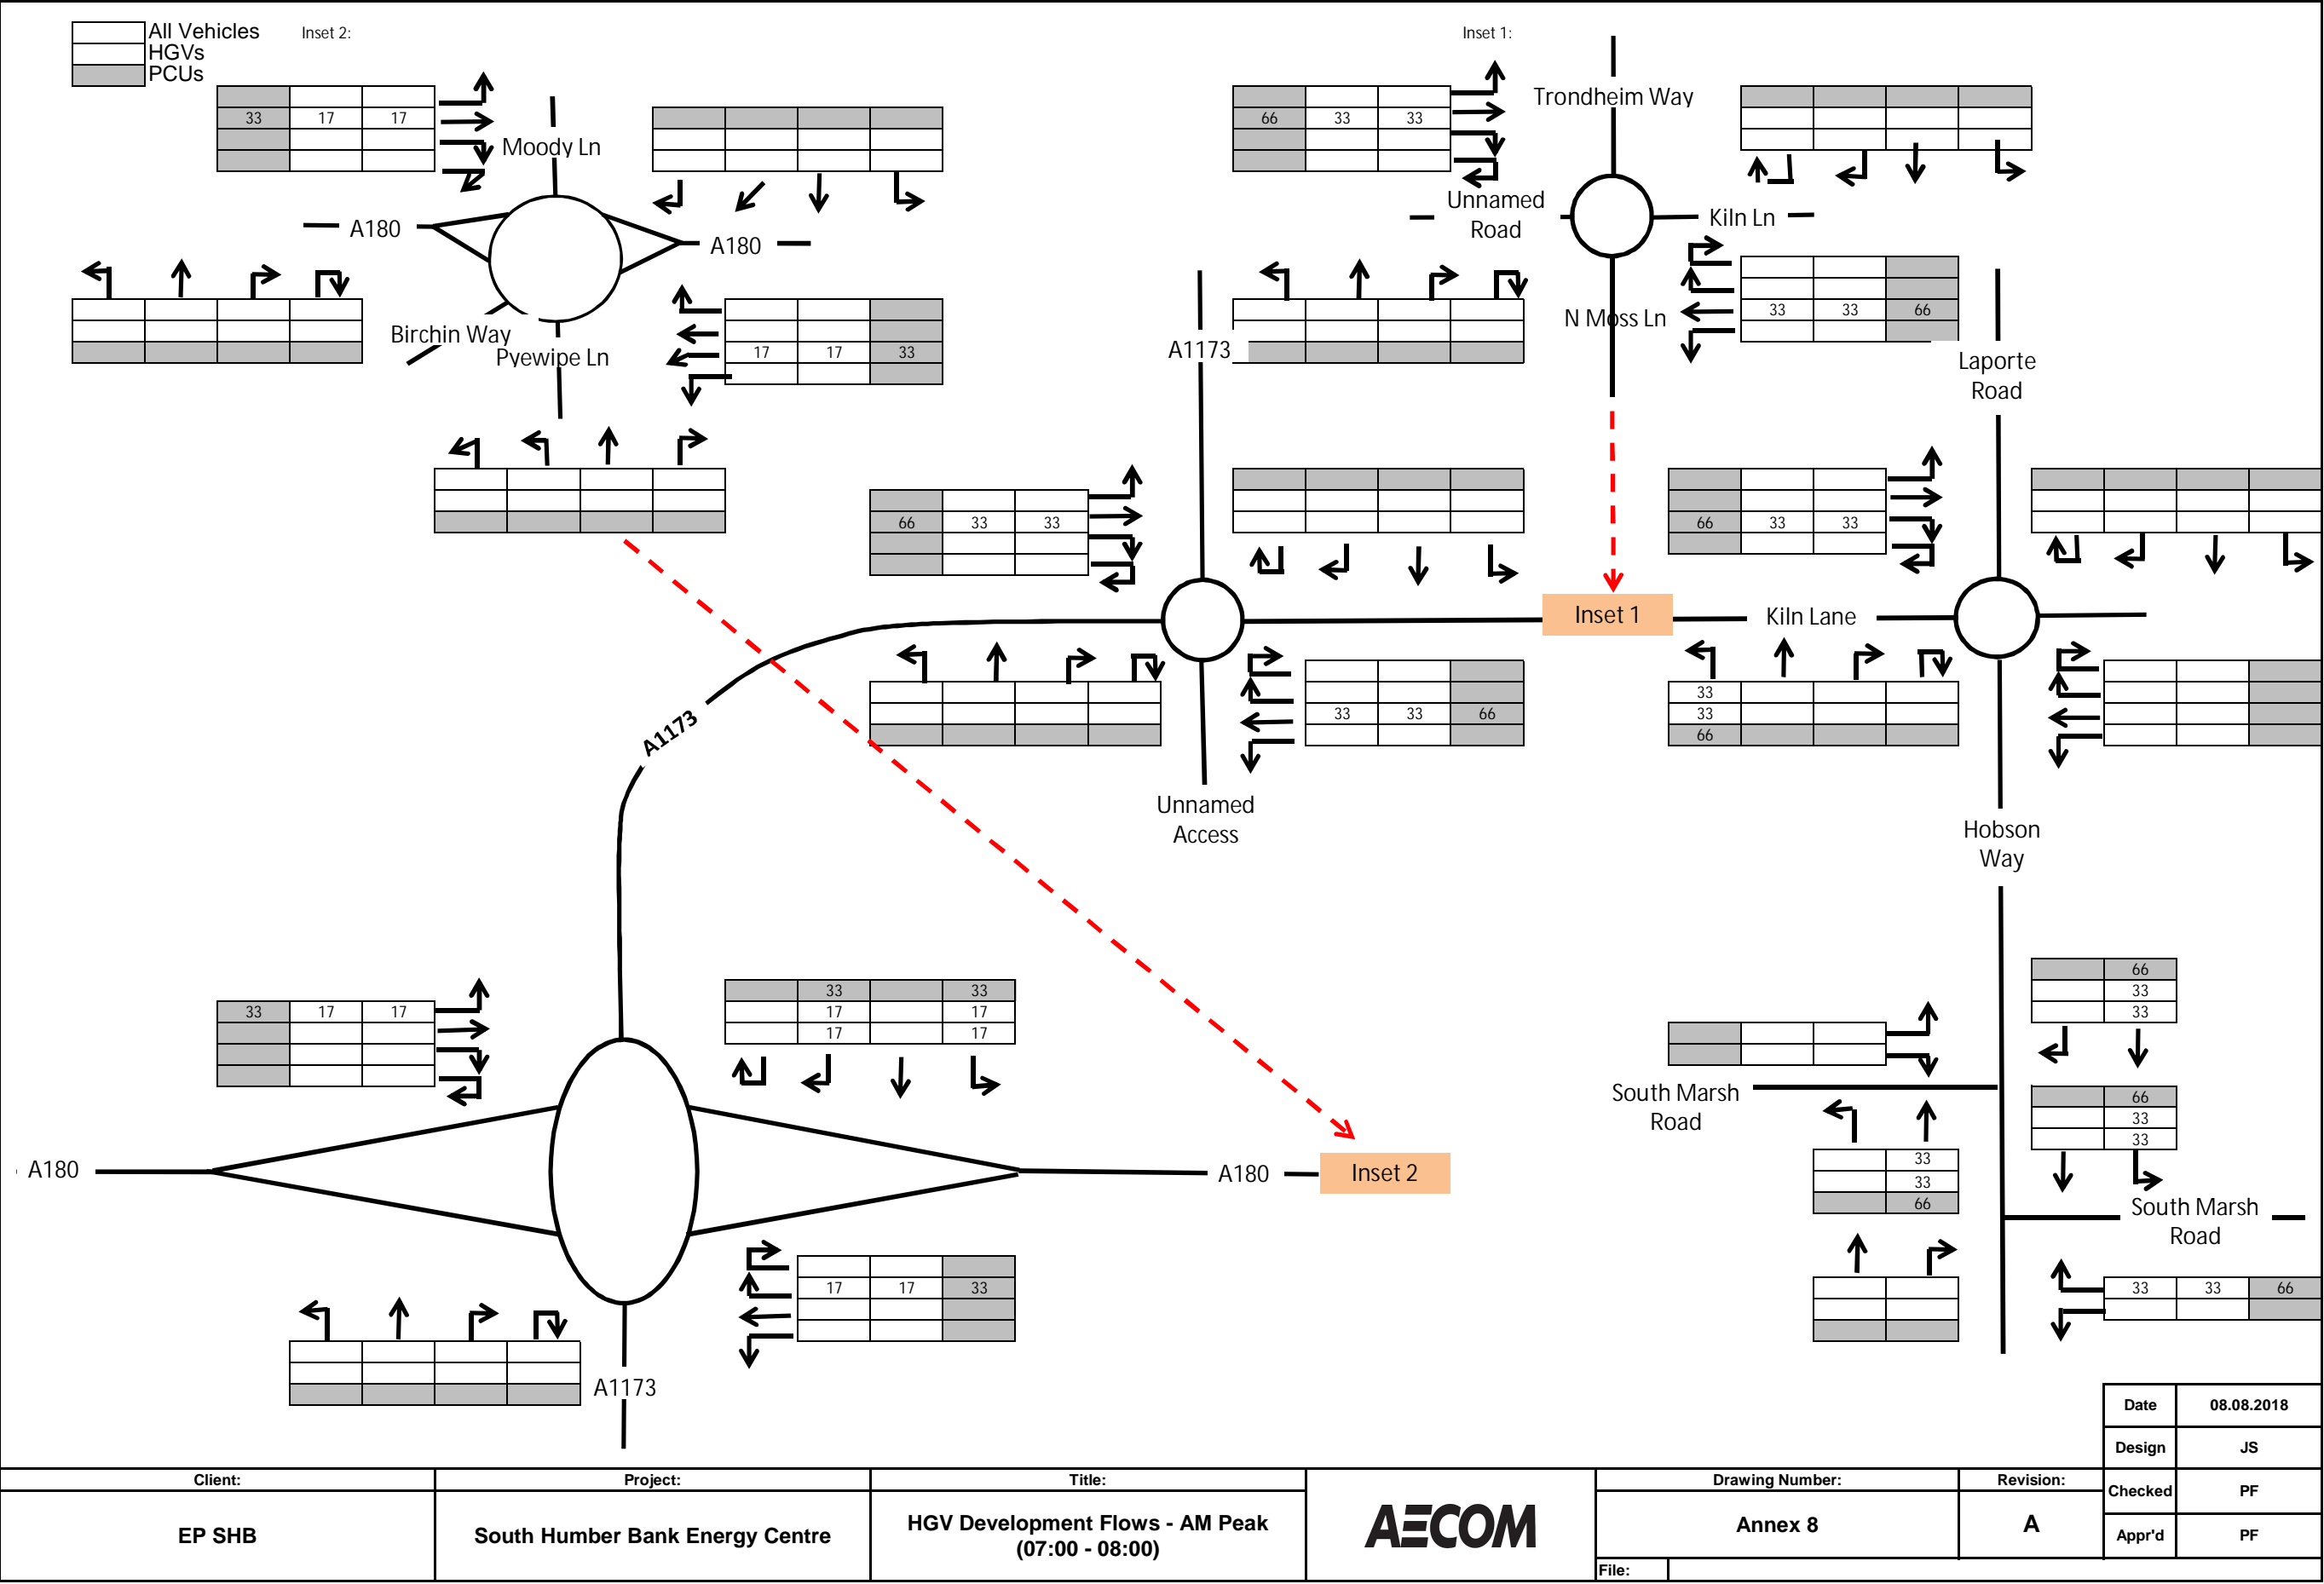 All Vehicles
HGVs
PCUs
Inset 2:
Inset 1:
33 17 17
Moody Ln
A180
A180
Birchin Way
Pyewipe Ln
17 17 33
66 33 33
Trondheim Way
Unnamed
Road
Kiln Ln
N Moss Ln
33 33 66
A1173
Laporte
Road
66 33 33
66 33 33
Inset 1
Kiln Lane
33 33 66
33
33
66
A1173
Unnamed
Access
Hobson
Way
33 17 17
33 33
17 17
17 17
66
33
33
South Marsh
Road
66
33
33
A180
A180
Inset 2
33
33
66
South Marsh
Road
17 17 33
33 33 66
A1173
Date 08.08.2018
Design JS
Checked PF
Appr'd PF
Client: Project: Title: Drawing Number: Revision:
EP SHB
South Humber Bank Energy Centre
HGV Development Flows - AM Peak
(07:00 - 08:00)
AECOM
Annex 8
A
File: